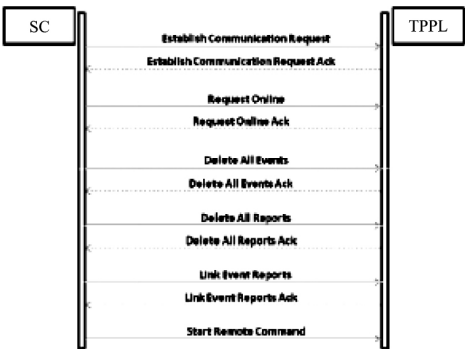 SC
TPPL
Establish Communication Request
Establish Communication Request Ack
Request Online
Request Online Ack
Delete All Events
Delete All Events Ack
Delete All Reports
Delete All Reports Ack
Link Event Reports
Link Event Reports Ack
Start Remote Command